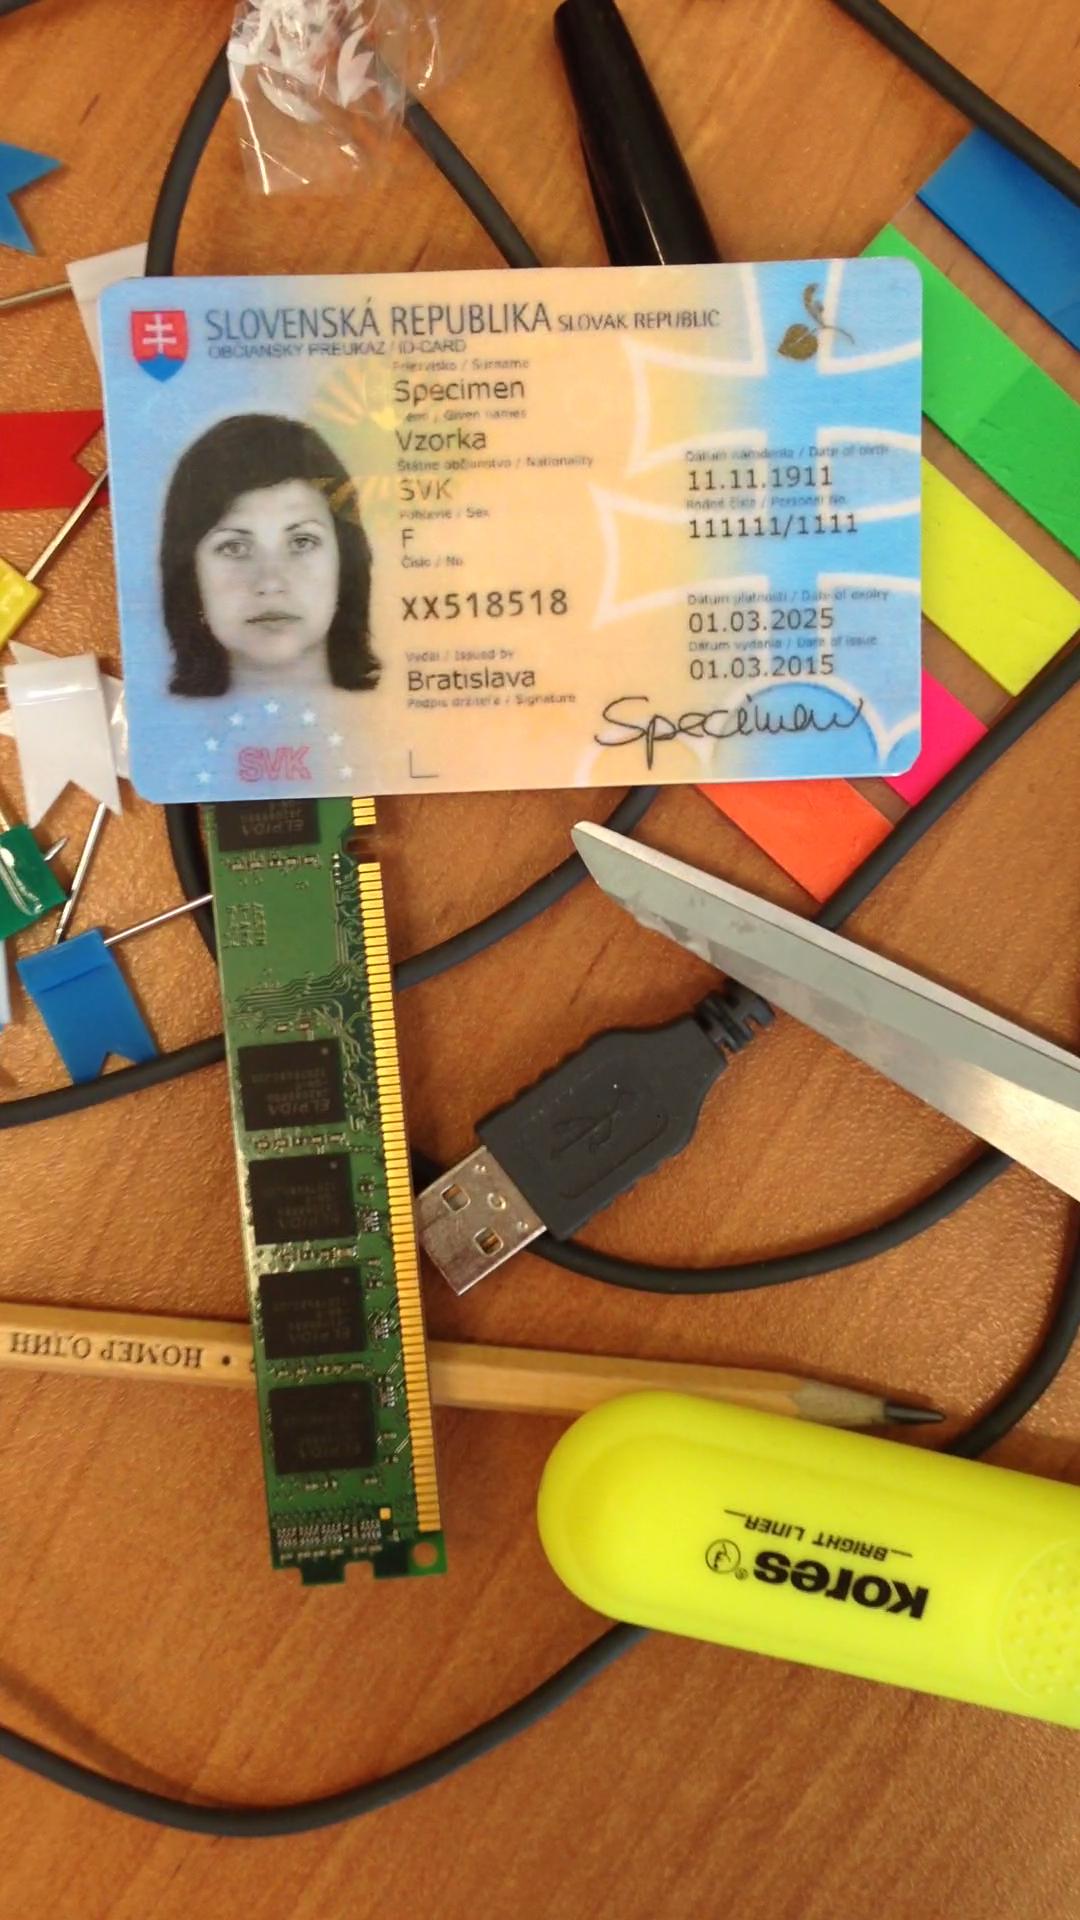 SLOVENSKÁ REPUBLIKA SLOVAK REPUBLIC
OBČIANSKY PREUKAZ / ID-CARD
Priezvisko / Surname
Specimen
Meno / Given names
Vzorka
Štátne občianstvo / Nationality
SVK
Pohlavie / Sex
F
Číslo / No.
XX518518
Vydal / Issued by
Bratislava
Podpis držiteľa / Signature
Dátum narodenia / Date of birth
11.11.1911
Rodné číslo / Personal No.
111111/1111
Dátum platnosti / Date of expiry
01.03.2025
Dátum vydania / Date of issue
01.03.2015
Specimen
SVK
ELPIDA
ELPIDA
ELPIDA
ELPIDA
НОМЕР ОДИН
Kores
BRIGHT LINER